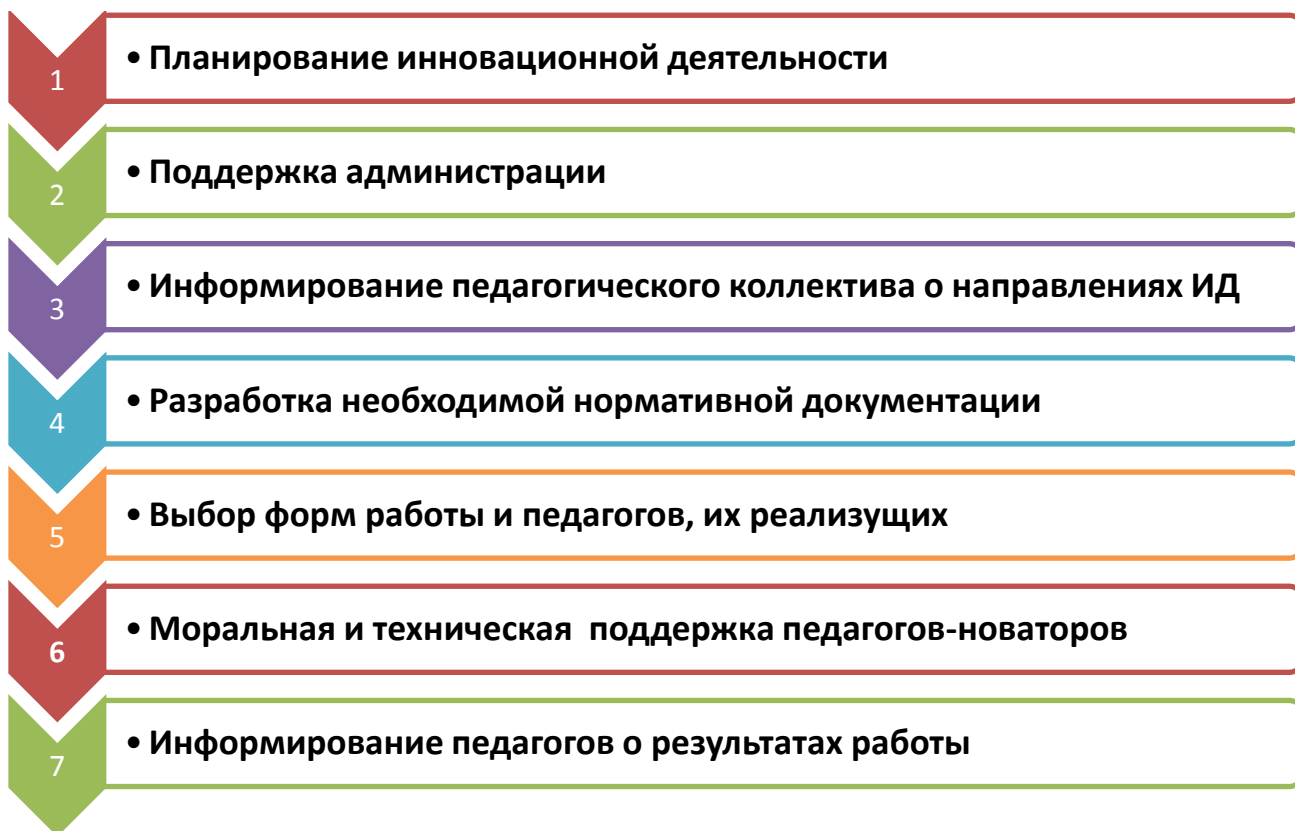 1
• Планирование инновационной деятельности
2
• Поддержка администрации
3
• Информирование педагогического коллектива о направлениях ИД
4
• Разработка необходимой нормативной документации
5
• Выбор форм работы и педагогов, их реализущих
6
• Моральная и техническая  поддержка педагогов-новаторов
7
• Информирование педагогов о результатах работы